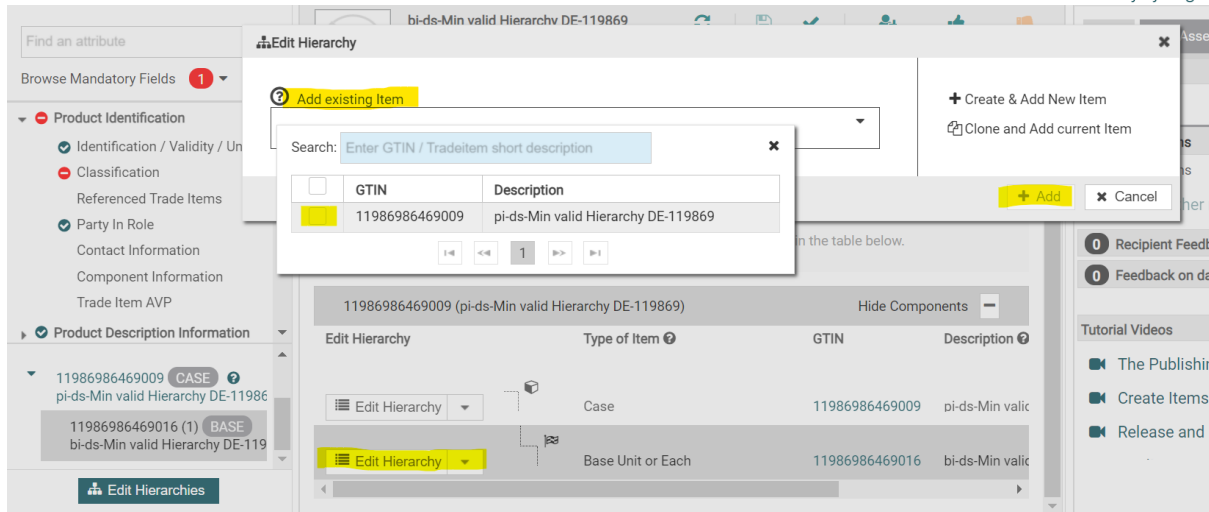 bi-ds-Min valid Hierarchy DE-119869
Find an attribute
Browse Mandatory Fields 1
Product Identification
Identification / Validity / Un
Classification
Referenced Trade Items
Party In Role
Contact Information
Component Information
Trade Item AVP
Product Description Information
11986986469009 CASE
pi-ds-Min valid Hierarchy DE-11986
11986986469016 (1) BASE
bi-ds-Min valid Hierarchy DE-119
Edit Hierarchies
Edit Hierarchy
Add existing Item
Search: Enter GTIN / Tradeitem short description
GTIN Description
11986986469009 pi-ds-Min valid Hierarchy DE-119869
1
Create & Add New Item
Clone and Add current Item
+ Add
Cancel
in the table below.
11986986469009 (pi-ds-Min valid Hierarchy DE-119869) Hide Components
Edit Hierarchy Type of Item GTIN Description
Edit Hierarchy Case 11986986469009 pi-ds-Min valid
Edit Hierarchy Base Unit or Each 11986986469016 bi-ds-Min valid
Asse
ns
her
0 Recipient Feedb
0 Feedback on da
Tutorial Videos
The Publishin
Create Items
Release and